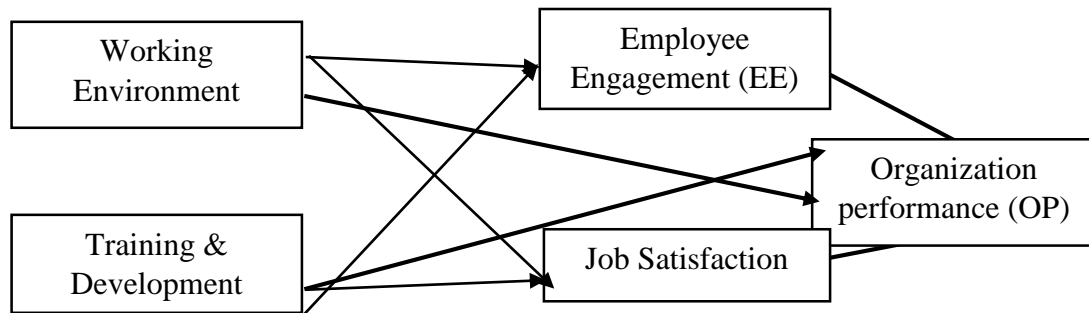 Working
Environment
Employee
Engagement (EE)
Organization
performance (OP)
Training &
Development
Job Satisfaction